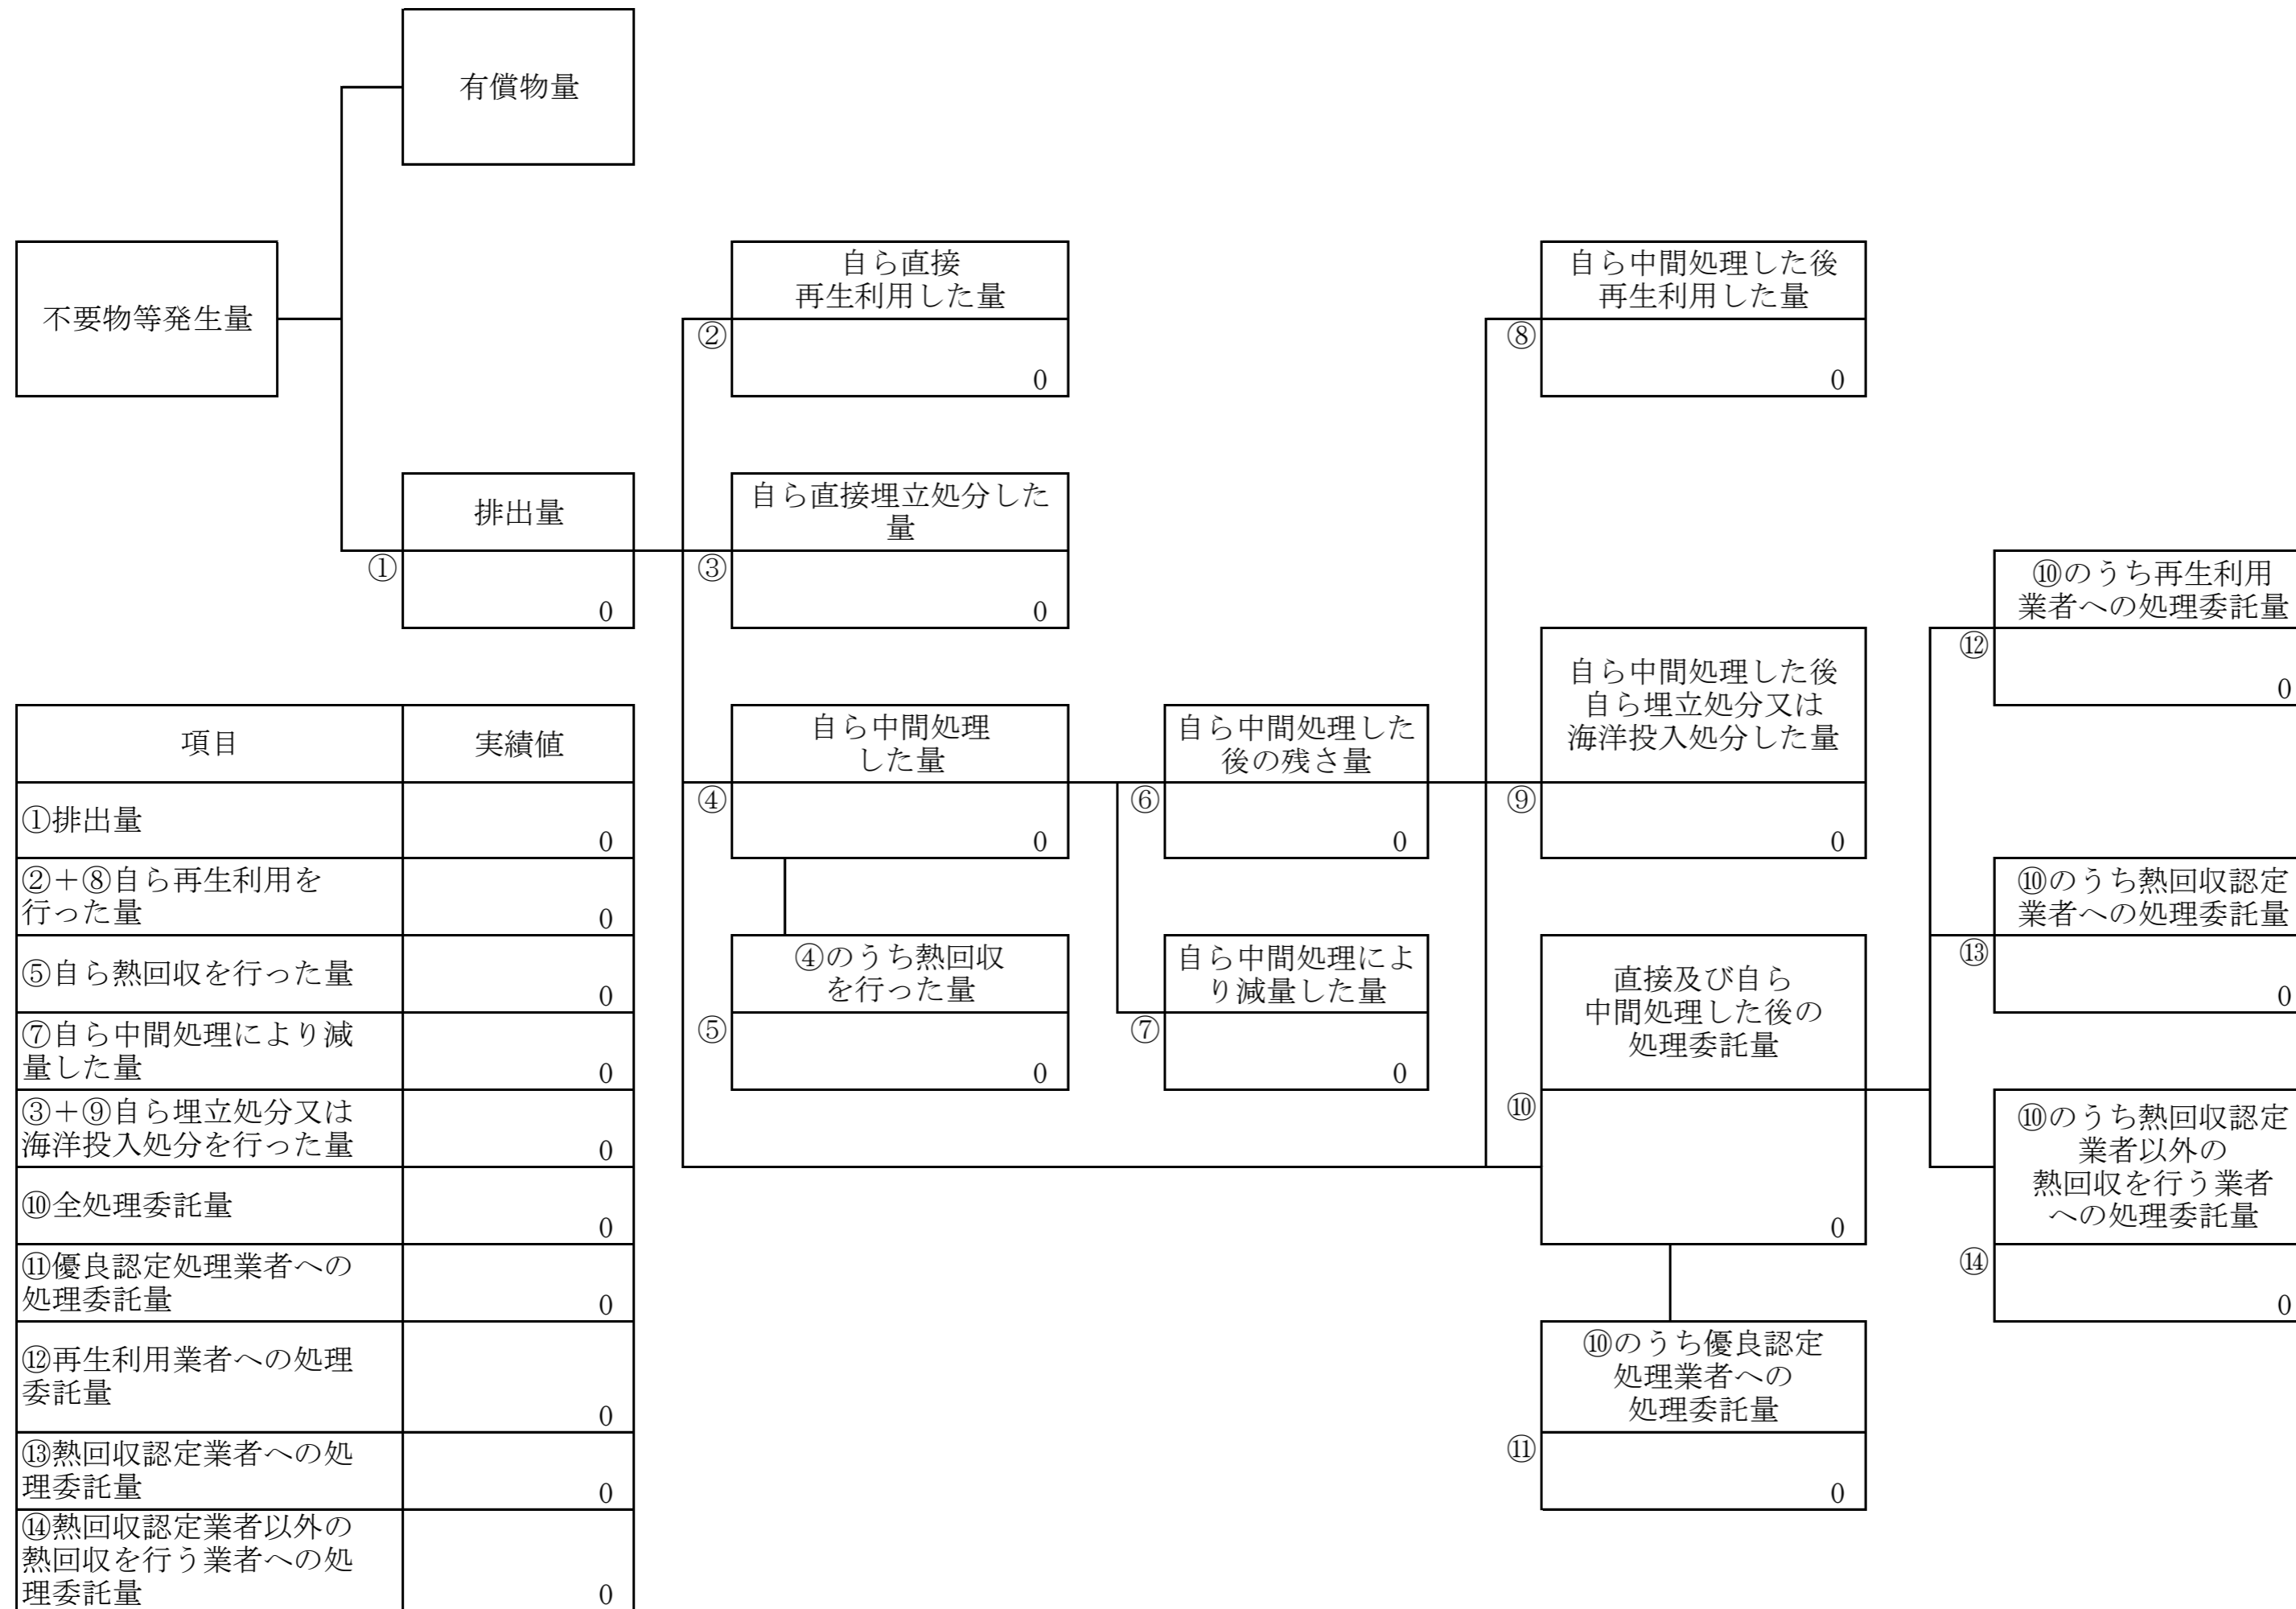 有償物量
不要物等発生量
自ら直接
再生利用した量
②
0
自ら中間処理した後
再生利用した量
⑧
0
排出量
①
0
自ら直接埋立処分した
量
③
0
⑩のうち再生利用
業者への処理委託量
⑫
0
自ら中間処理
した量
④
0
自ら中間処理した
後の残さ量
⑥
0
自ら中間処理した後
自ら埋立処分又は
海洋投入処分した量
⑨
0
⑩のうち熱回収認定
業者への処理委託量
⑬
0
④のうち熱回収
を行った量
⑤
0
自ら中間処理によ
り減量した量
⑦
0
直接及び自ら
中間処理した後の
処理委託量
⑩
0
⑩のうち熱回収認定
業者以外の
熱回収を行う業者
への処理委託量
⑭
0
⑩のうち優良認定
処理業者への
処理委託量
⑪
0
項目 実績値
①排出量
0
②＋⑧自ら再生利用を
行った量 0
⑤自ら熱回収を行った量
0
⑦自ら中間処理により減
量した量 0
③＋⑨自ら埋立処分又は
海洋投入処分を行った量 0
⑩全処理委託量
0
⑪優良認定処理業者への
処理委託量 0
⑫再生利用業者への処理
委託量
0
⑬熱回収認定業者への処
理委託量 0
⑭熱回収認定業者以外の
熱回収を行う業者への処
理委託量 0